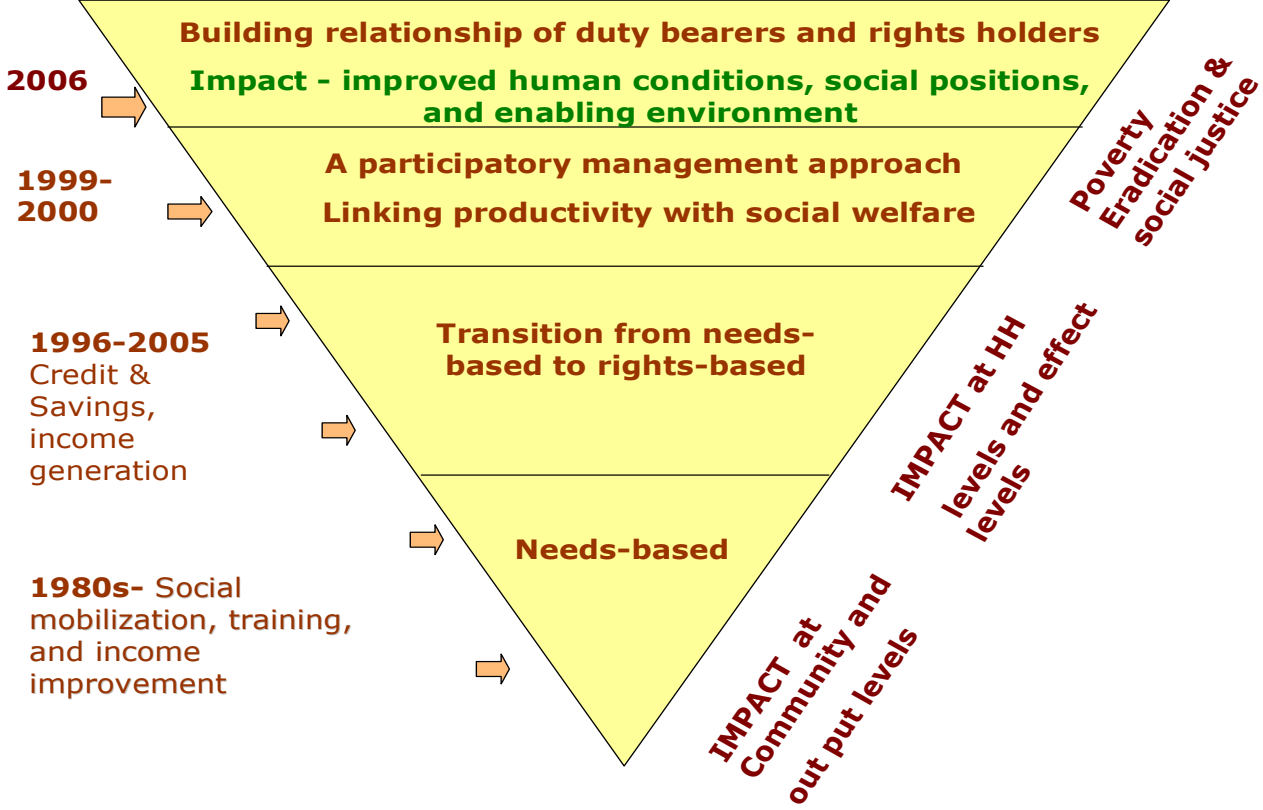 Building relationship of duty bearers and rights holders
Impact - improved human conditions, social positions,
and enabling environment
2006
A participatory management approach
Linking productivity with social welfare
1999-
2000
Transition from needs-
based to rights-based
1996-2005
Credit &
Savings,
income
generation
Needs-based
1980s- Social
mobilization, training,
and income
improvement
Poverty
Eradication &
social justice
IMPACT at HH
levels and effect
levels
IMPACT at
Community and
out put levels